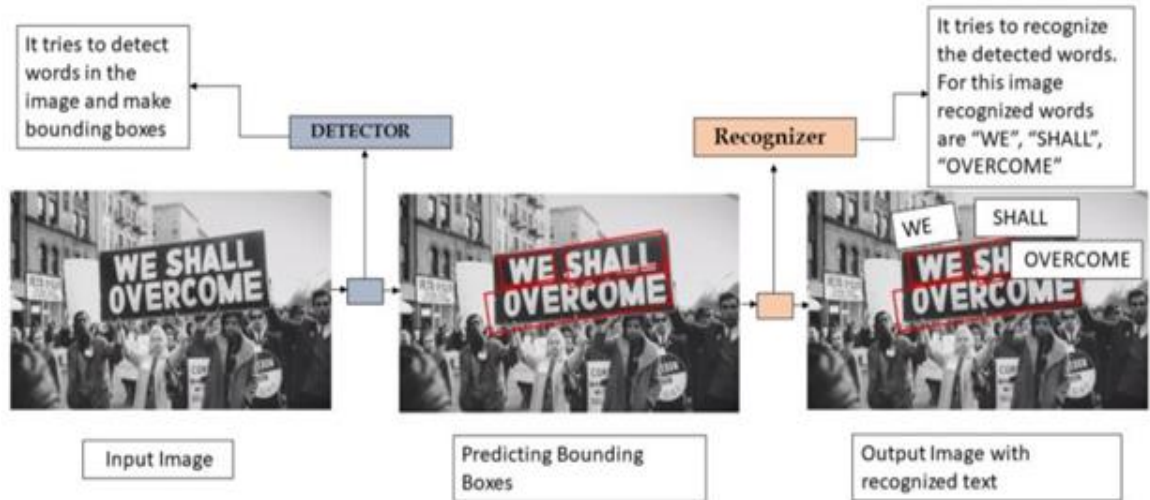 It tries to detect
words in the
image and make
bounding boxes
DETECTOR
Recognizer
It tries to recognize
the detected words.
For this image
recognized words
are “WE”, “SHALL”,
“OVERCOME”
WE SHALL
OVERCOME
WE SHALL
OVERCOME
WE
SHALL
OVERCOME
WE SH
OVERCOME
Input Image
Predicting Bounding
Boxes
Output Image with
recognized text